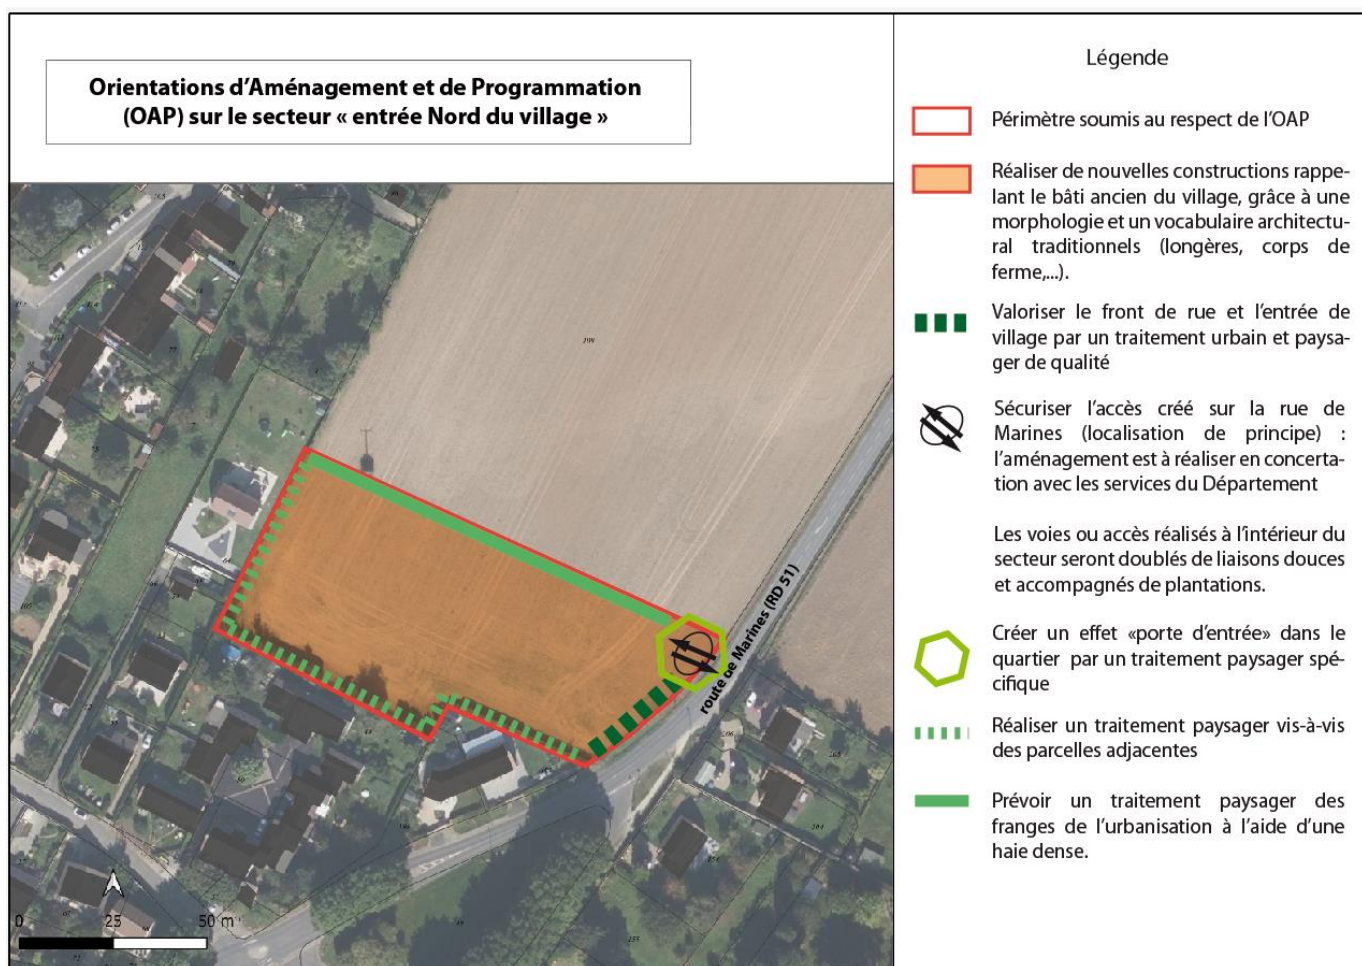 Orientations d'Aménagement et de Programmation
(OAP) sur le secteur « entrée Nord du village »
Légende
Périmètre soumis au respect de l'OAP
Réaliser de nouvelles constructions rappe-
lant le bâti ancien du village, grâce à une
morphologie et un vocabulaire architectu-
ral traditionnels (longères, corps de
ferme,...).
Valoriser le front de rue et l'entrée de
village par un traitement urbain et paysa-
ger de qualité
Sécuriser l'accès créé sur la rue de
Marines (localisation de principe) :
l'aménagement est à réaliser en concerta-
tion avec les services du Département
Les voies ou accès réalisés à l'intérieur du
secteur seront doublés de liaisons douces
et accompagnés de plantations.
Créer un effet «porte d'entrée» dans le
quartier par un traitement paysager spé-
cifique
Réaliser un traitement paysager vis-à-vis
des parcelles adjacentes
Prévoir un traitement paysager des
franges de l'urbanisation à l'aide d'une
haie dense.
route de Marines (RD 51)
0 25 50 m